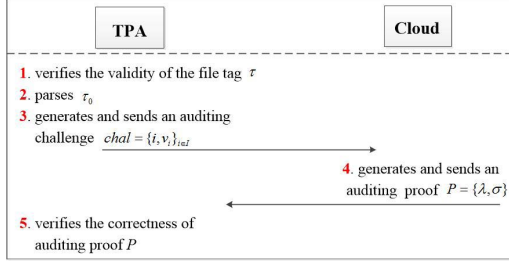 TPA
Cloud
1. verifies the validity of the file tag τ
2. parses τ₀
3. generates and sends an auditing
challenge chal = {i, vᵢ}ᵢ∈I
4. generates and sends an
auditing proof P = {λ,σ}
5. verifies the correctness of
auditing proof P